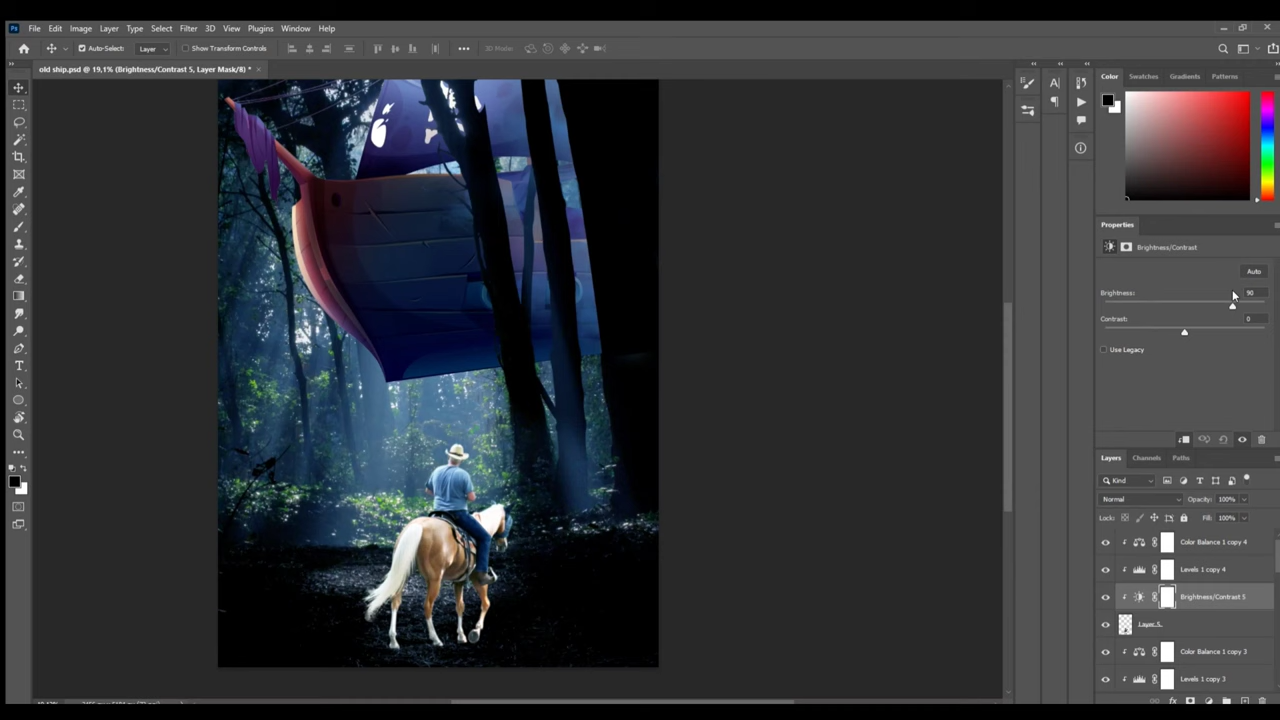 Ps File Edit Image Layer Type Select Filter 3D View Plugins Window Help
Auto-Select: Layer Show Transform Controls 3D Mode:
old ship.psd @ 19,1% (Brightness/Contrast 5, Layer Mask/8) *
Color Swatches Gradients Patterns
Properties
Brightness/Contrast
Auto
Brightness: 90
Contrast: 0
Use Legacy
Layers Channels Paths
Kind
Normal Opacity: 100%
Lock: Fill: 100%
Color Balance 1 copy 4
Levels 1 copy 4
Brightness/Contrast 5
Layer 5
Color Balance 1 copy 3
Levels 1 copy 3